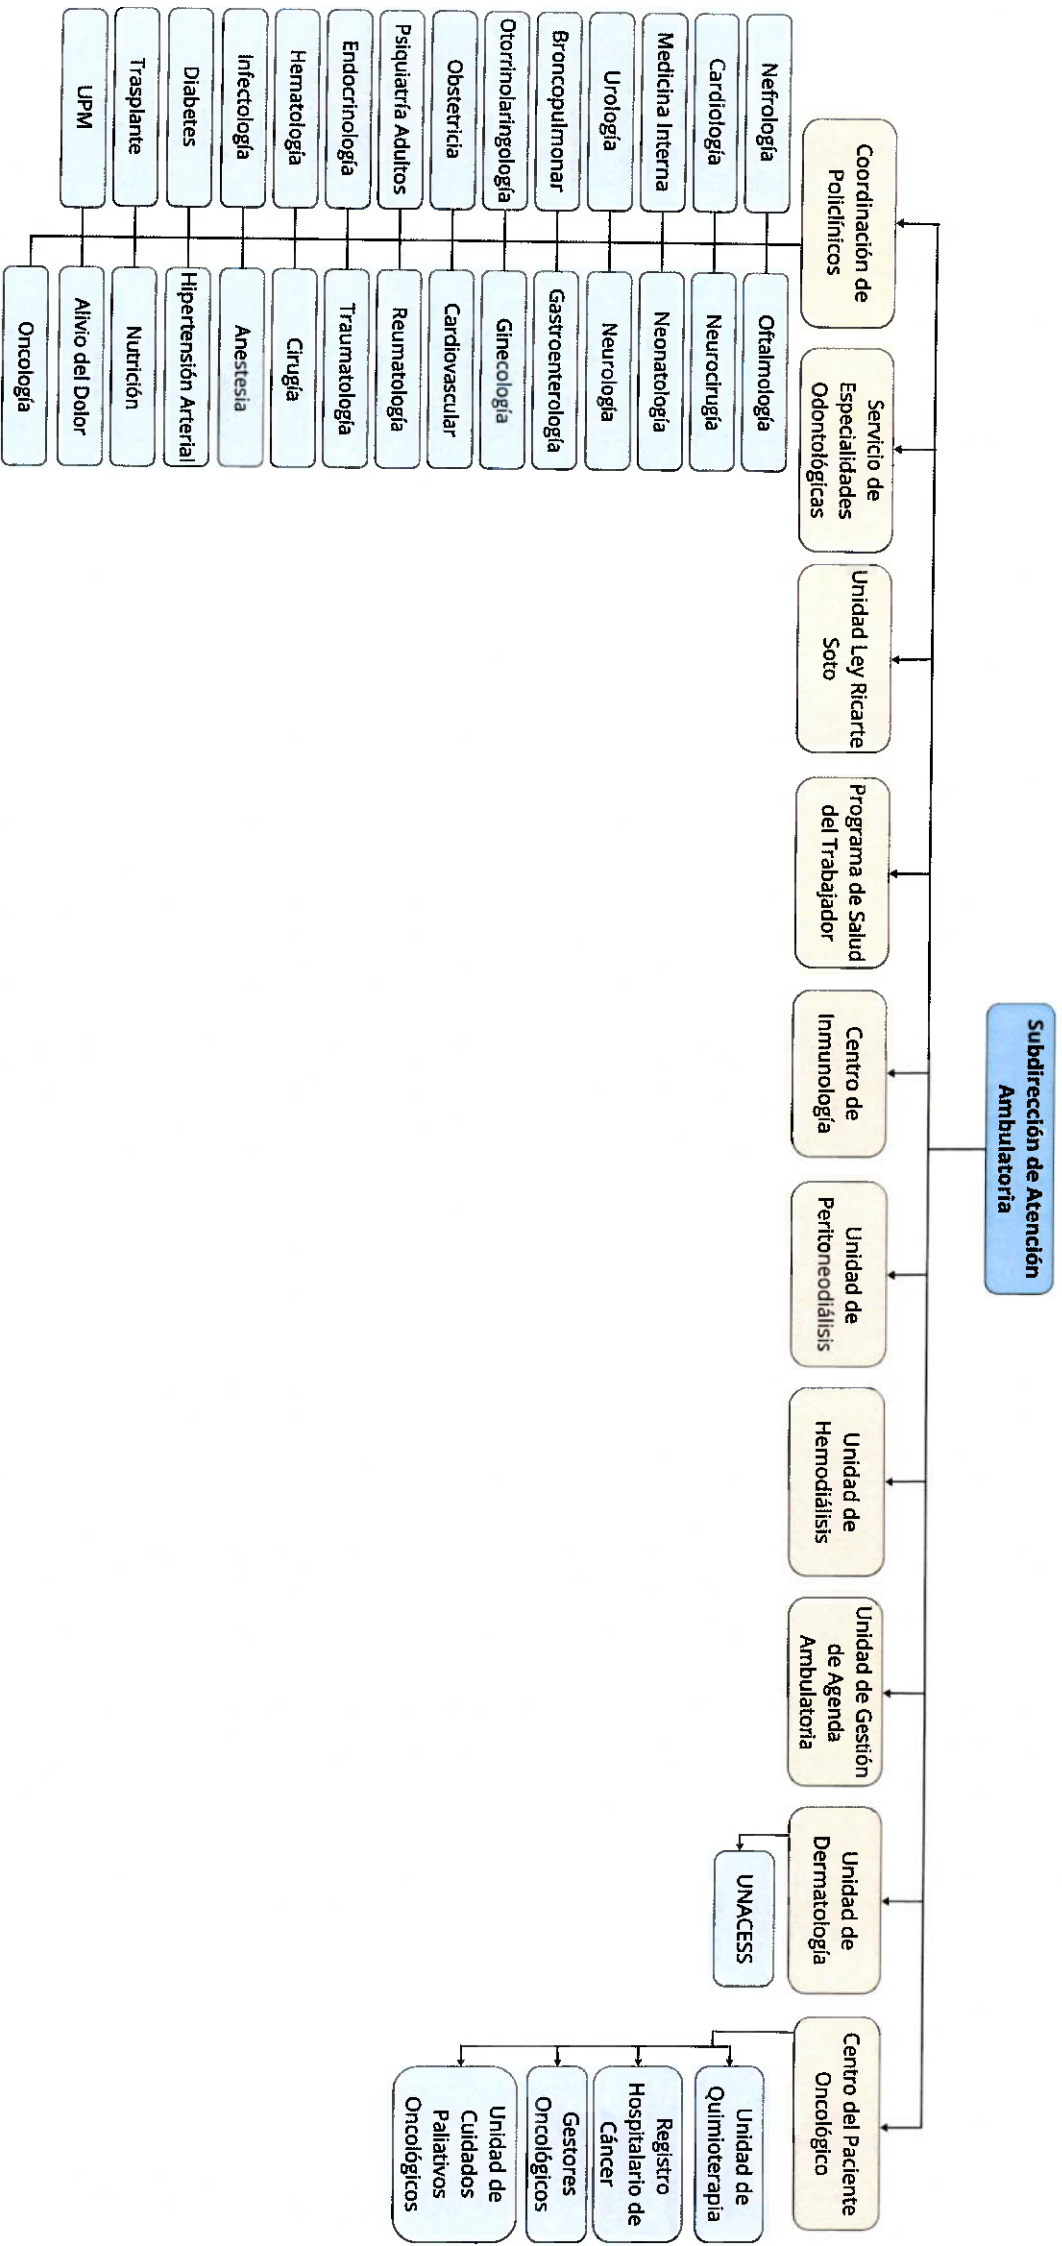 Subdirección de Atención
Ambulatoria
Coordinación de
Policlínicos
Servicio de
Especialidades
Odontológicas
Unidad Ley Ricarte
Soto
Programa de Salud
del Trabajador
Centro de
Inmunología
Unidad de
Peritoneodiálisis
Unidad de
Hemodiálisis
Unidad de Gestión
de Agenda
Ambulatoria
Unidad de
Dermatología
Centro del Paciente
Oncológico
Nefrología
Oftalmología
Cardiología
Neurocirugía
Medicina Interna
Neonatología
Urología
Neurología
Broncopulmonar
Gastroenterología
Otorrinolaringología
Ginecología
Obstetricia
Cardiovascular
Psiquiatría Adultos
Reumatología
Endocrinología
Traumatología
Hematología
Cirugía
Infectología
Anestesia
Diabetes
Hipertensión Arterial
Trasplante
Nutrición
UPM
Alivio del Dolor
Oncología
UNACESS
Unidad de
Quimioterapia
Registro
Hospitalario de
Cáncer
Gestores
Oncológicos
Unidad de
Cuidados
Paliativos
Oncológicos